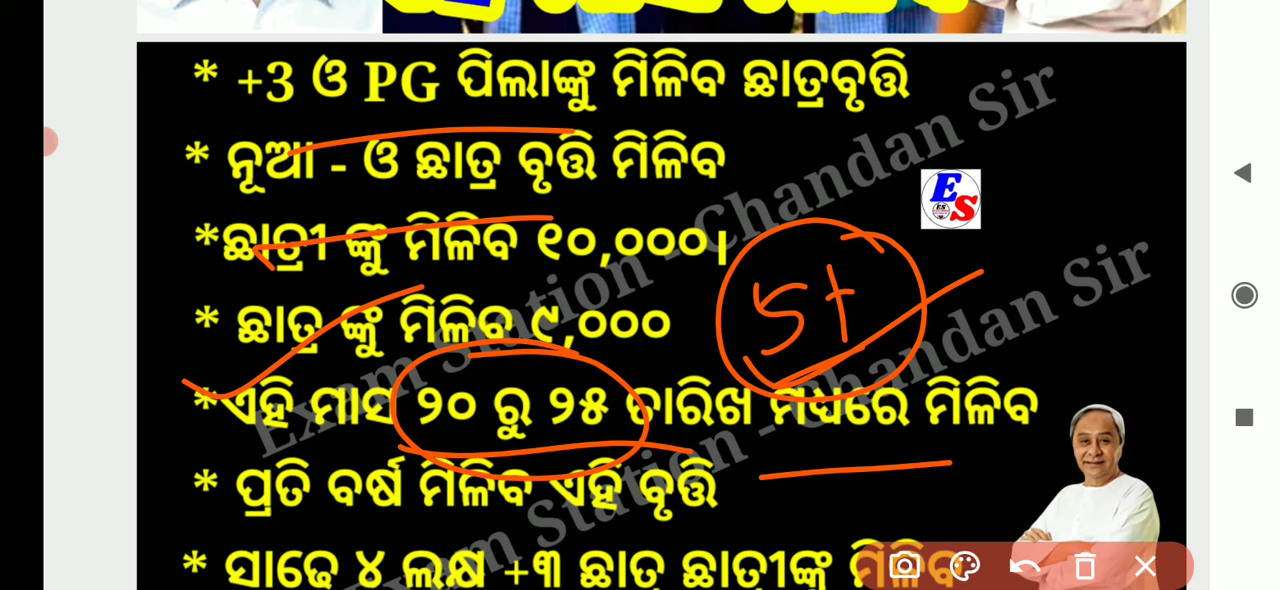 * +3 ଓ PG ପିଲାଙ୍କୁ ମିଳିବ ଛାତ୍ରବୃତ୍ତି
* ନୂଆ - ଓ ଛାତ୍ର ବୃତ୍ତି ମିଳିବ
*ଛାତ୍ରୀ ଙ୍କୁ ମିଳିବ ୧୦,୦୦୦।
* ଛାତ୍ର ଙ୍କୁ ମିଳିବ ୯,୦୦୦
*ଏହି ମାସ ୨୦ ରୁ ୨୫ ତାରିଖ ମଧ୍ୟରେ ମିଳିବ
* ପ୍ରତି ବର୍ଷ ମିଳିବ ଏହି ବୃତ୍ତି
* ସାଢେ ୪ ଲକ୍ଷ +୩ ଛାତ୍ର ଛାତ୍ରୀଙ୍କୁ ମିଳିବ
ES
Exam Station - Chandan Sir
Exam Station - Chandan Sir